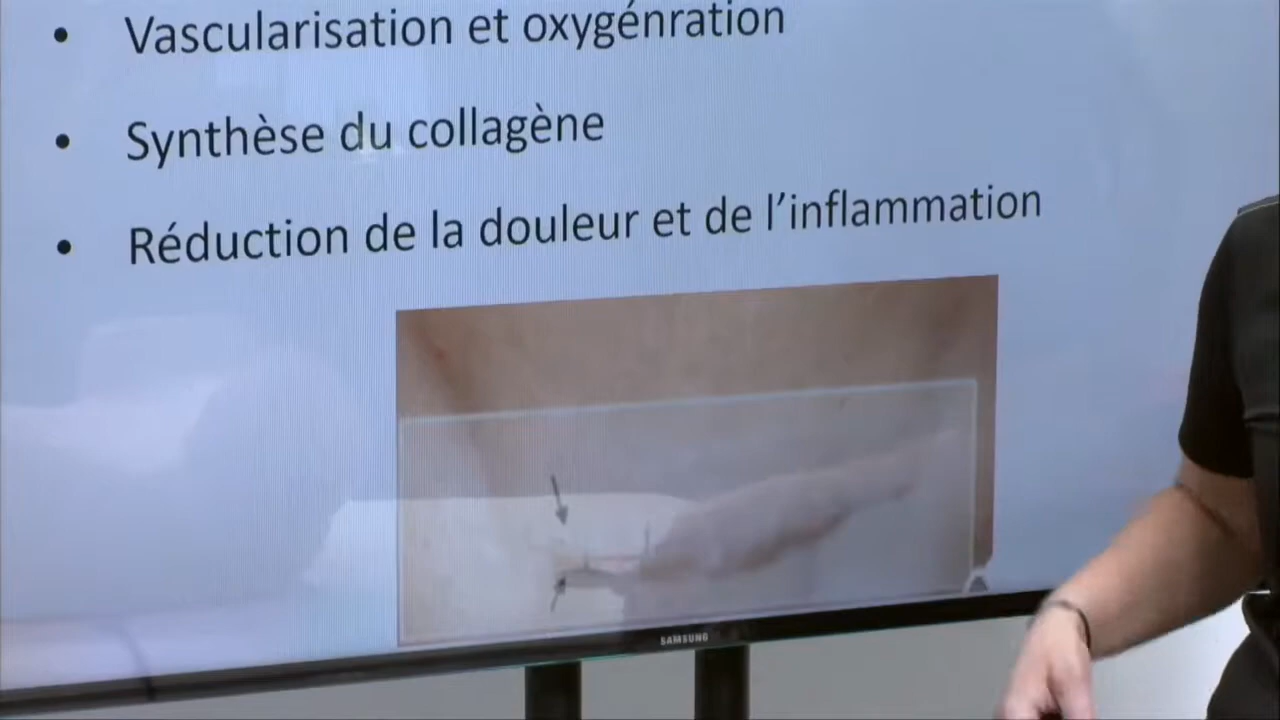 • Vascularisation et oxygénration
• Synthèse du collagène
• Réduction de la douleur et de l'inflammation
SAMSUNG